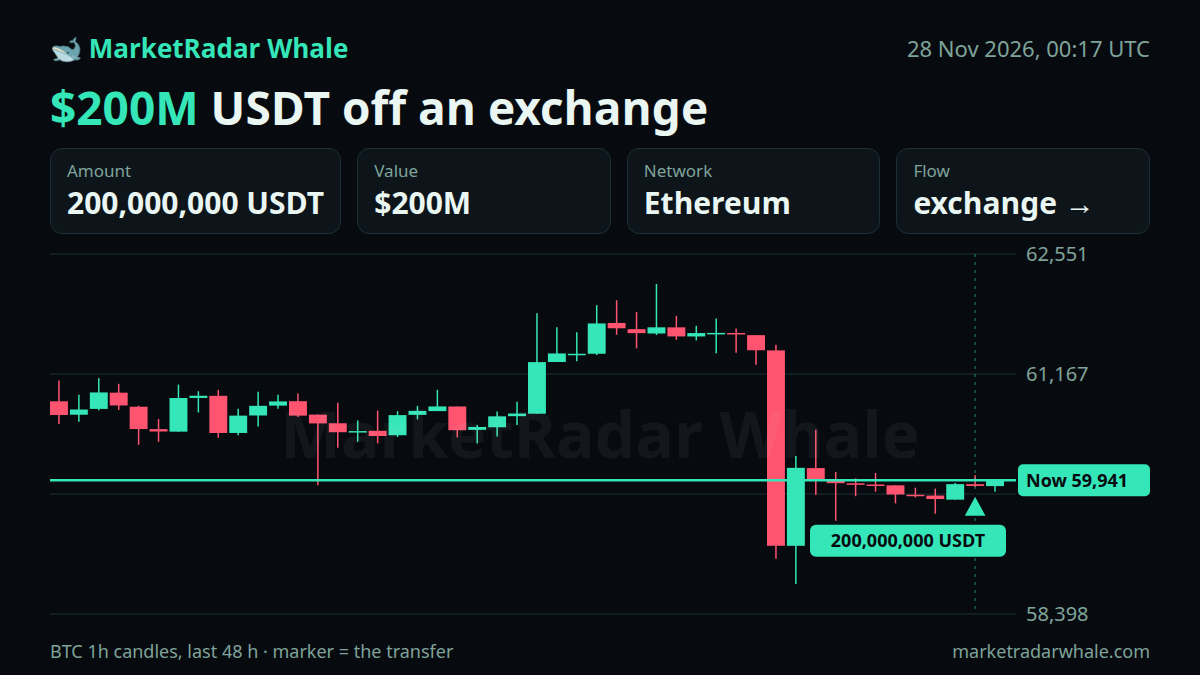 🐋 MarketRadar Whale
28 Nov 2026, 00:17 UTC
$200M USDT off an exchange
Amount
200,000,000 USDT
Value
$200M
Network
Ethereum
Flow
exchange →
62,551
61,167
MarketRadar Whale
Now 59,941
200,000,000 USDT
58,398
BTC 1h candles, last 48 h · marker = the transfer
marketradarwhale.com